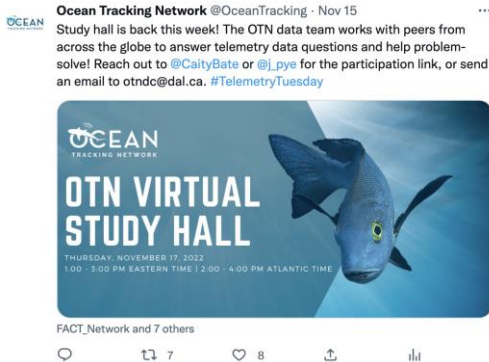 Ocean Tracking Network @OceanTracking · Nov 15
OCEAN
Study hall is back this week! The OTN data team works with peers from
across the globe to answer telemetry data questions and help problem-
solve! Reach out to @CaityBate or @j_pye for the participation link, or send
an email to otndc@dal.ca. #TelemetryTuesday
OCEAN
TRACKING NETWORK
OTN VIRTUAL
STUDY HALL
THURSDAY, NOVEMBER 17, 2022
1:00 - 3:00 PM EASTERN TIME | 2:00 - 4:00 PM ATLANTIC TIME
FACT_Network and 7 others
7 8